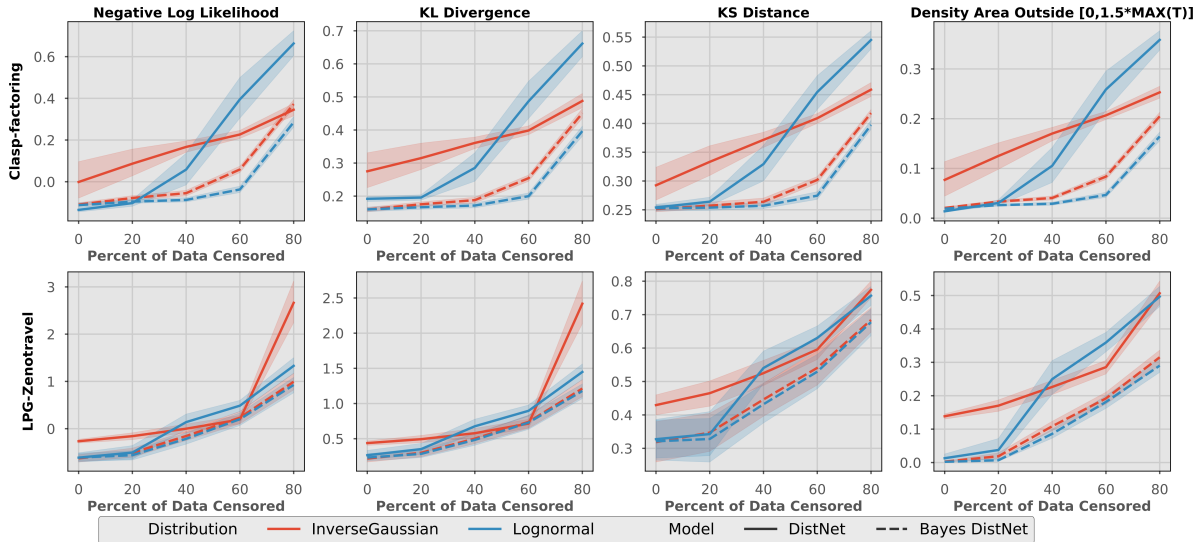 Negative Log Likelihood
KL Divergence
KS Distance
Density Area Outside [0,1.5*MAX(T)]
Clasp-factoring
0.6
0.4
0.2
0.0
0 20 40 60 80
Percent of Data Censored
0.7
0.6
0.5
0.4
0.3
0.2
0 20 40 60 80
Percent of Data Censored
0.55
0.50
0.45
0.40
0.35
0.30
0.25
0 20 40 60 80
Percent of Data Censored
0.3
0.2
0.1
0.0
0 20 40 60 80
Percent of Data Censored
LPG-Zenotravel
3
2
1
0
0 20 40 60 80
Percent of Data Censored
2.5
2.0
1.5
1.0
0.5
0 20 40 60 80
Percent of Data Censored
0.8
0.7
0.6
0.5
0.4
0.3
0 20 40 60 80
Percent of Data Censored
0.5
0.4
0.3
0.2
0.1
0.0
0 20 40 60 80
Percent of Data Censored
Distribution InverseGaussian Lognormal Model DistNet Bayes DistNet